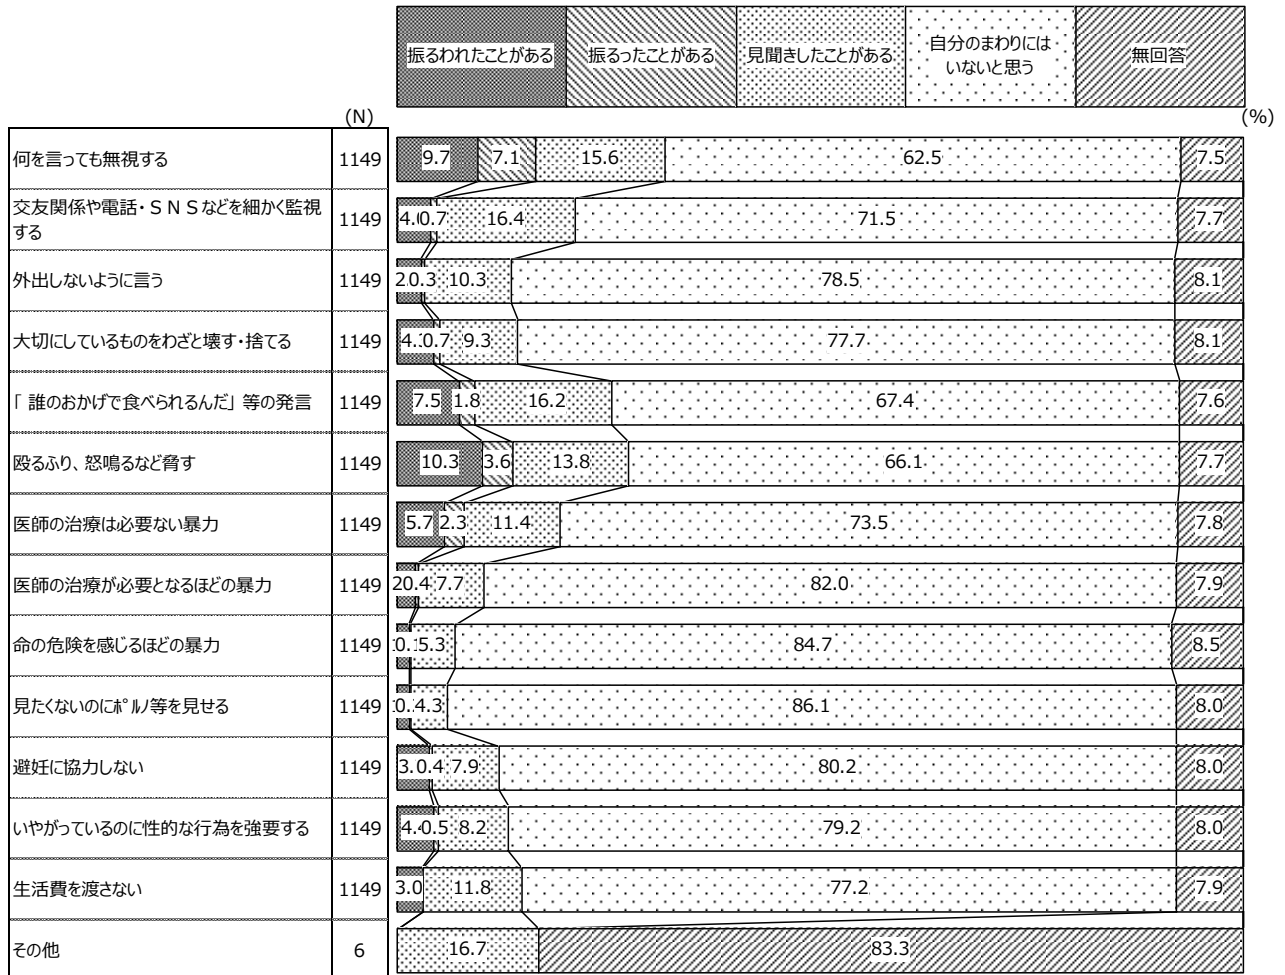 振るわれたことがある 振るったことがある 見聞きしたことがある 自分のまわりには 無回答
いないと思う
(N) (%)
何を言っても無視する 1149 9.7 7.1 15.6 62.5 7.5
交友関係や電話・ＳＮＳなどを細かく監視
する 1149 0.7 16.4 71.5 7.7
外出しないように言う 1149 0.3 10.3 78.5 8.1
大切にしているものをわざと壊す・捨てる 1149 0.7 9.3 77.7 8.1
「 誰のおかげで食べられるんだ」 等の発言 1149 7.5 1.8 16.2 67.4 7.6
殴るふり、怒鳴るなど脅す 1149 10.3 3.6 13.8 66.1 7.7
医師の治療は必要ない暴力 1149 5.7 2.3 11.4 73.5 7.8
医師の治療が必要となるほどの暴力 1149 0.4 7.7 82.0 7.9
命の危険を感じるほどの暴力 1149 5.3 84.7 8.5
見たくないのにﾎﾟﾙﾉ等を見せる 1149 4.3 86.1 8.0
避妊に協力しない 1149 0.4 7.9 80.2 8.0
いやがっているのに性的な行為を強要する 1149 0.5 8.2 79.2 8.0
生活費を渡さない 1149 3.0 11.8 77.2 7.9
その他 6 16.7 83.3